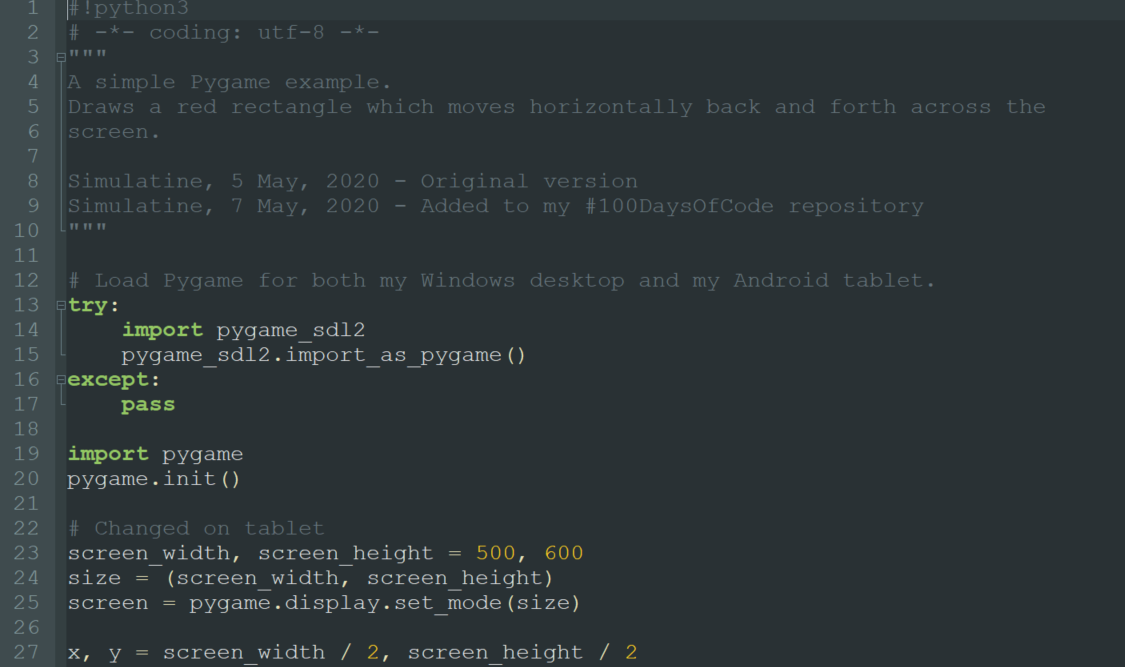 1 #!python3
2 # -*- coding: utf-8 -*-
3 """
4 A simple Pygame example.
5 Draws a red rectangle which moves horizontally back and forth across the
6 screen.
7
8 Simulatine, 5 May, 2020 - Original version
9 Simulatine, 7 May, 2020 - Added to my #100DaysOfCode repository
10 """
11
12 # Load Pygame for both my Windows desktop and my Android tablet.
13 try:
14     import pygame_sdl2
15     pygame_sdl2.import_as_pygame()
16 except:
17     pass
18
19 import pygame
20 pygame.init()
21
22 # Changed on tablet
23 screen_width, screen_height = 500, 600
24 size = (screen_width, screen_height)
25 screen = pygame.display.set_mode(size)
26
27 x, y = screen_width / 2, screen_height / 2